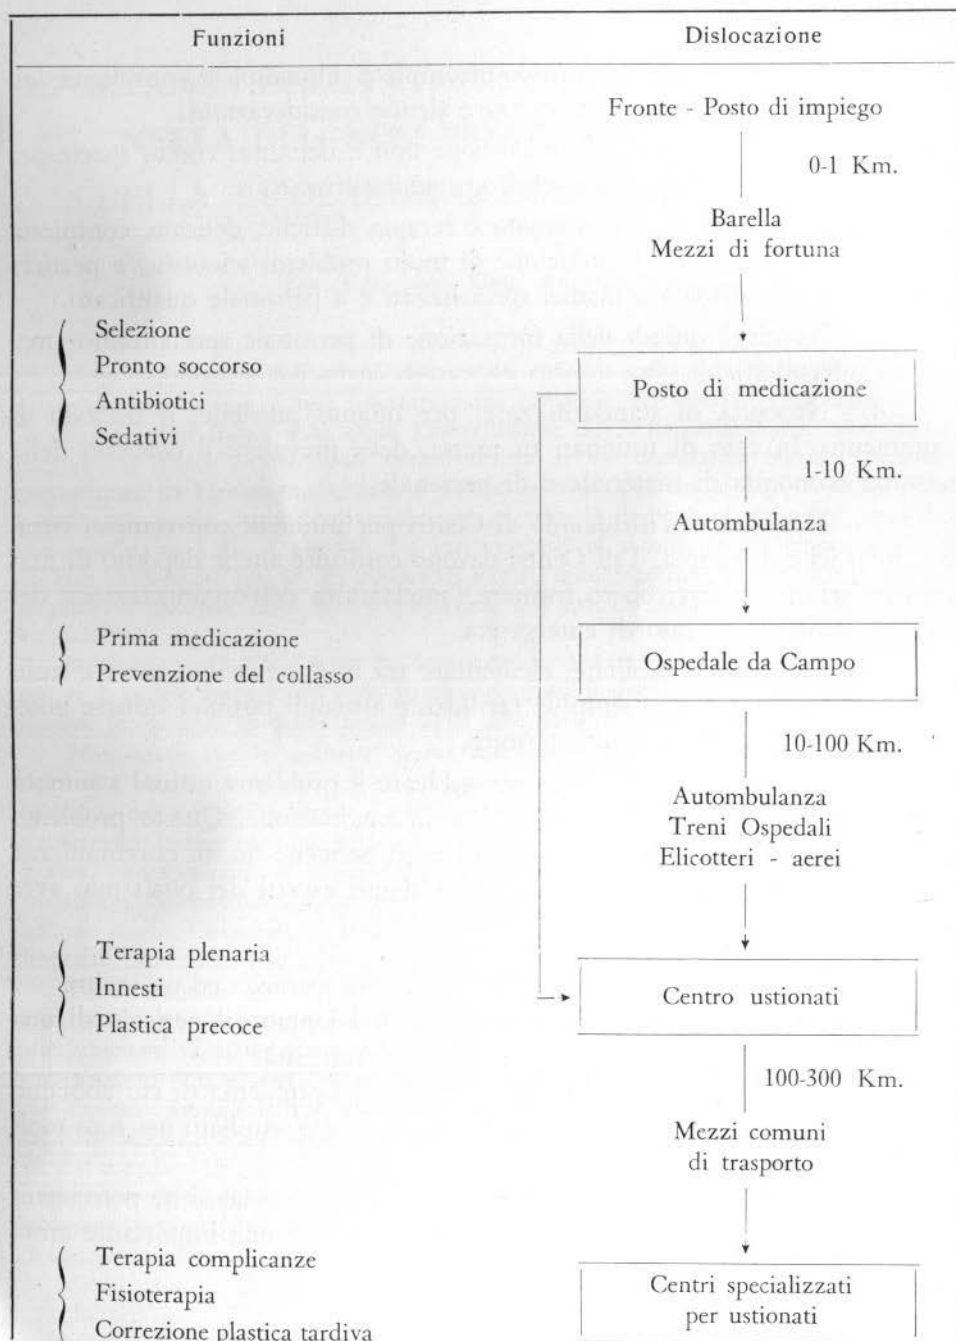 Funzioni
Dislocazione
Fronte - Posto di impiego
0-1 Km.
Barella
Mezzi di fortuna
Selezione
Pronto soccorso
Antibiotici
Sedativi
Posto di medicazione
1-10 Km.
Autombulanza
Prima medicazione
Prevenzione del collasso
Ospedale da Campo
10-100 Km.
Autombulanza
Treni Ospedali
Elicotteri - aerei
Terapia plenaria
Innesti
Plastica precoce
Centro ustionati
100-300 Km.
Mezzi comuni
di trasporto
Terapia complicanze
Fisioterapia
Correzione plastica tardiva
Centri specializzati
per ustionati